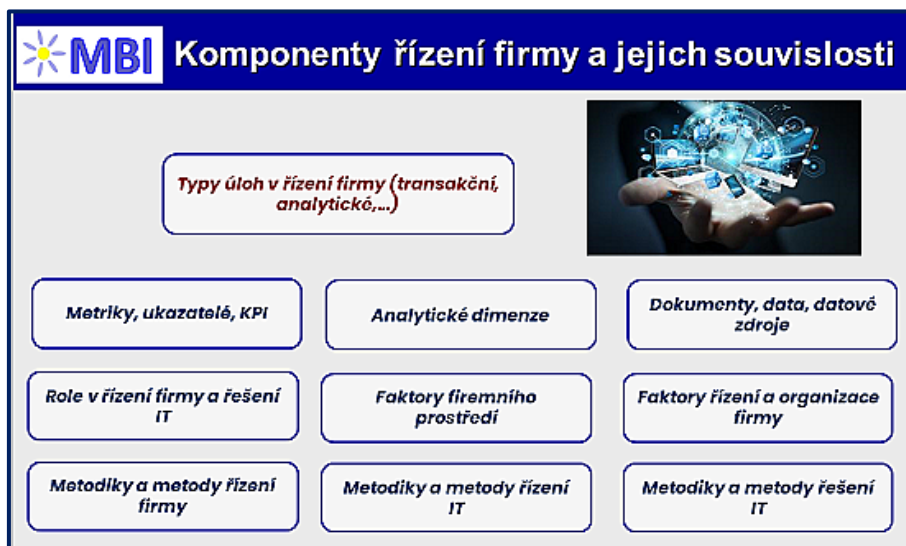 MBI Komponenty řízení firmy a jejich souvislosti
Typy úloh v řízení firmy (transakční,
analytické,...)
Metriky, ukazatelé, KPI
Analytické dimenze
Dokumenty, data, datové
zdroje
Role v řízení firmy a řešení
IT
Faktory firemního
prostředí
Faktory řízení a organizace
firmy
Metodiky a metody řízení
firmy
Metodiky a metody řízení
IT
Metodiky a metody řešení
IT